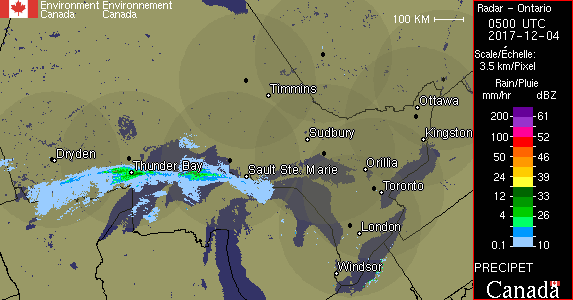 Environment Environnement
Canada Canada
100 KM
Timmins
Ottawa
Sudbury
Kingston
Dryden
Thunder Bay
Sault Ste. Marie
Orillia
Toronto
London
Windsor
Radar - Ontario
0500 UTC
2017-12-04
Scale/Échelle:
3.5 km/Pixel
Rain/Pluie
mm/hr dBZ
200 61
100 52
50 46
24 39
12 33
4 26
0.1 10
PRECIPET
Canada